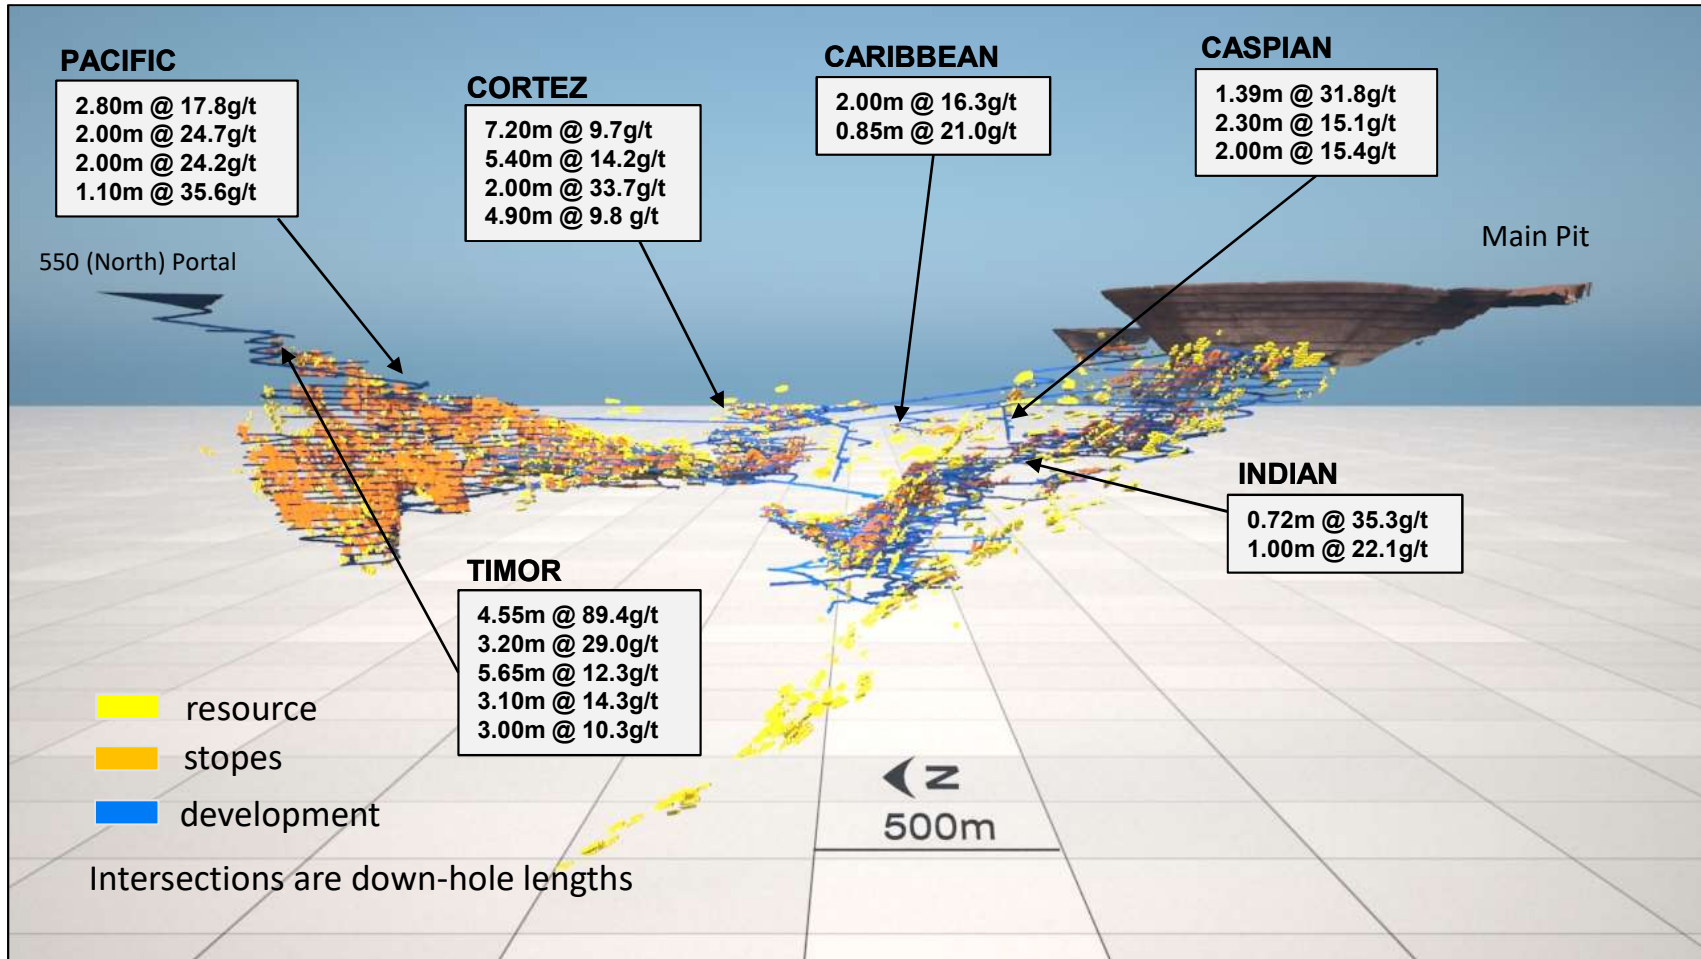 PACIFIC
2.80m @ 17.8g/t
2.00m @ 24.7g/t
2.00m @ 24.2g/t
1.10m @ 35.6g/t
CORTEZ
7.20m @ 9.7g/t
5.40m @ 14.2g/t
2.00m @ 33.7g/t
4.90m @ 9.8 g/t
CARIBBEAN
2.00m @ 16.3g/t
0.85m @ 21.0g/t
CASPIAN
1.39m @ 31.8g/t
2.30m @ 15.1g/t
2.00m @ 15.4g/t
550 (North) Portal
Main Pit
INDIAN
0.72m @ 35.3g/t
1.00m @ 22.1g/t
TIMOR
4.55m @ 89.4g/t
3.20m @ 29.0g/t
5.65m @ 12.3g/t
3.10m @ 14.3g/t
3.00m @ 10.3g/t
resource
stopes
development
Intersections are down-hole lengths
N
500m